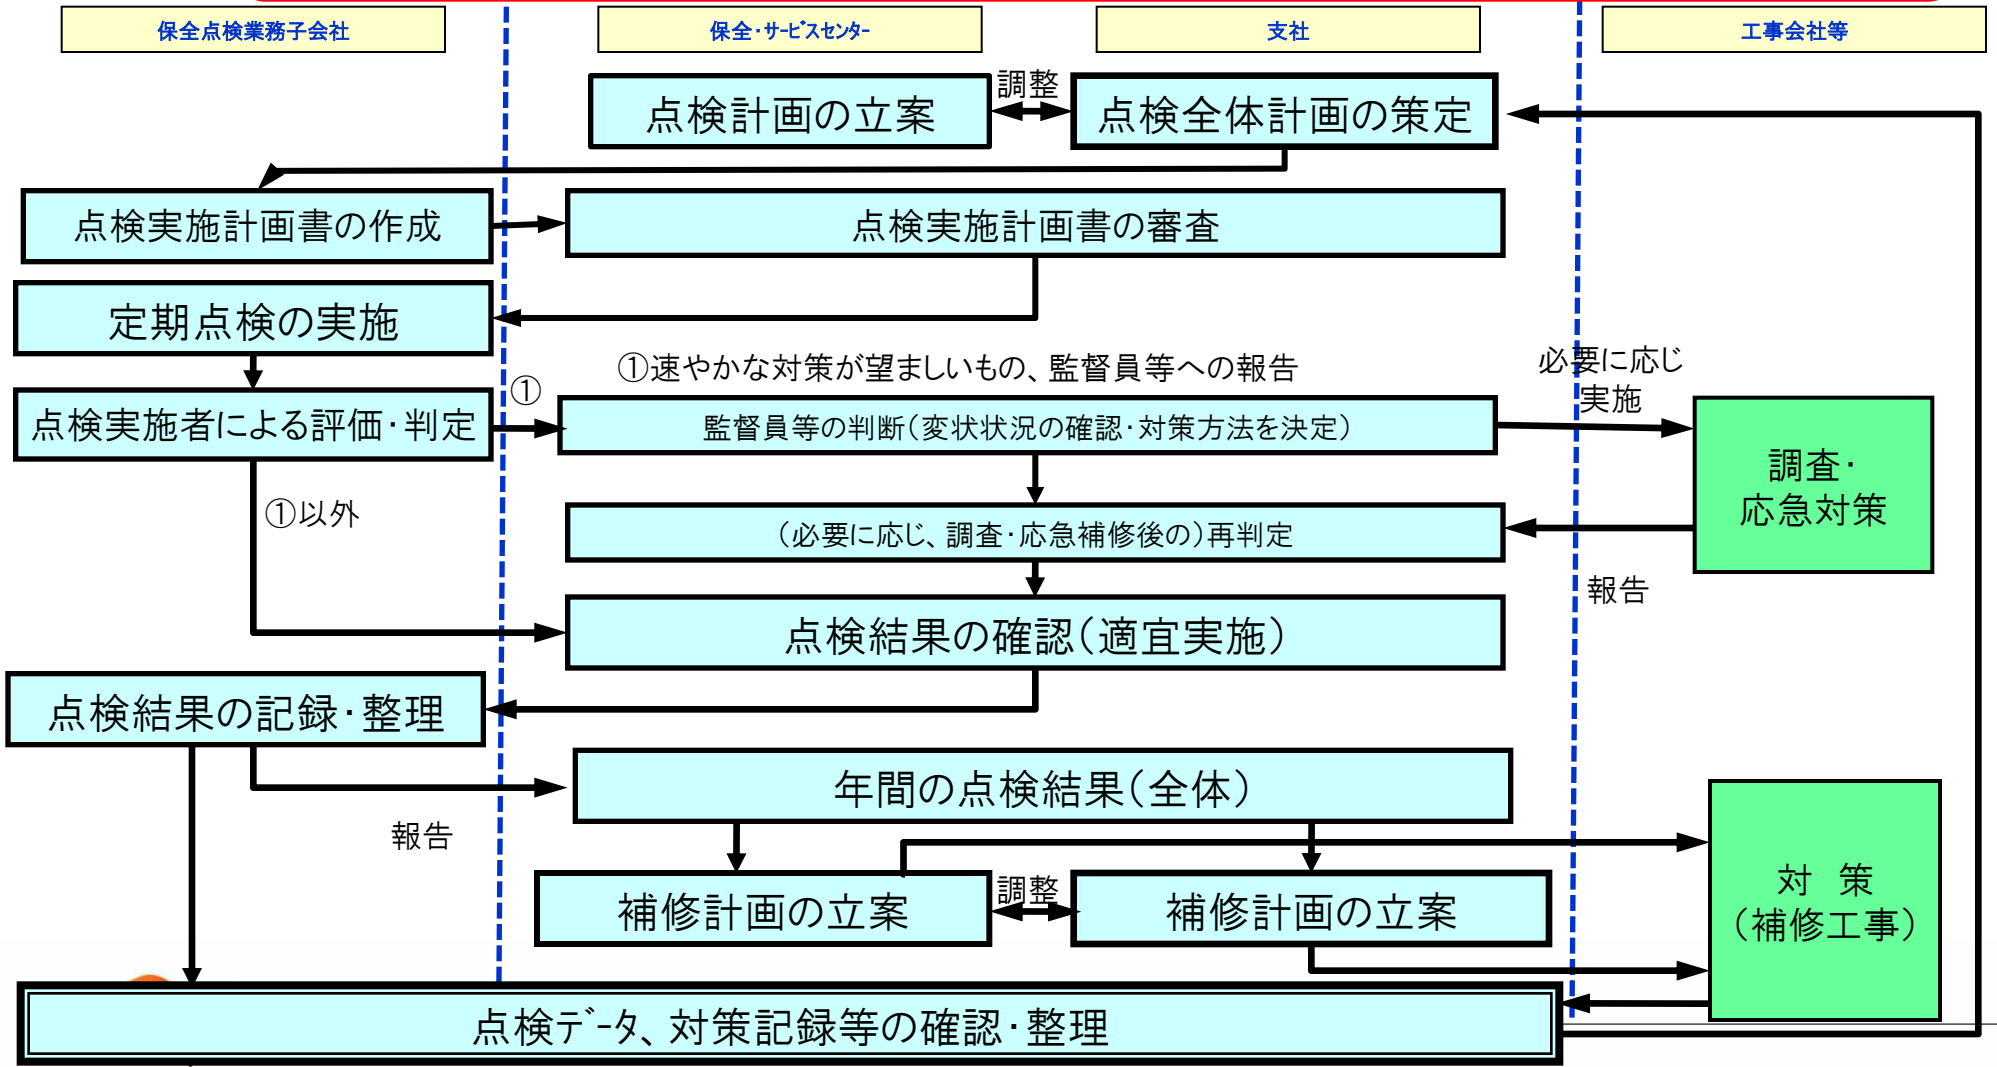 保全点検業務子会社
保全・ｻｰﾋﾞｽｾﾝﾀｰ
支社
工事会社等
点検計画の立案
調整
点検全体計画の策定
点検実施計画書の作成
点検実施計画書の審査
定期点検の実施
①速やかな対策が望ましいもの、監督員等への報告
必要に応じ
実施
点検実施者による評価・判定
①
監督員等の判断（変状状況の確認・対策方法を決定）
調査・
応急対策
①以外
（必要に応じ、調査・応急補修後の）再判定
報告
点検結果の確認（適宜実施）
点検結果の記録・整理
年間の点検結果（全体）
報告
補修計画の立案
調整
補修計画の立案
対　策
（補修工事）
点検ﾃﾞｰﾀ、対策記録等の確認・整理